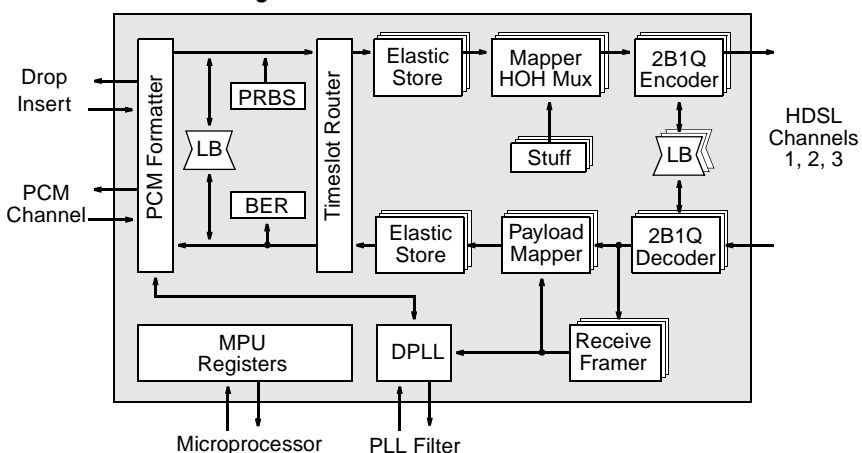 Drop
Insert
PCM
Channel
PCM Formatter
PRBS
LB
BER
Timeslot Router
Elastic
Store
Mapper
HOH Mux
2B1Q
Encoder
Stuff
LB
HDSL
Channels
1, 2, 3
Elastic
Store
Payload
Mapper
2B1Q
Decoder
MPU
Registers
DPLL
Receive
Framer
Microprocessor
PLL Filter